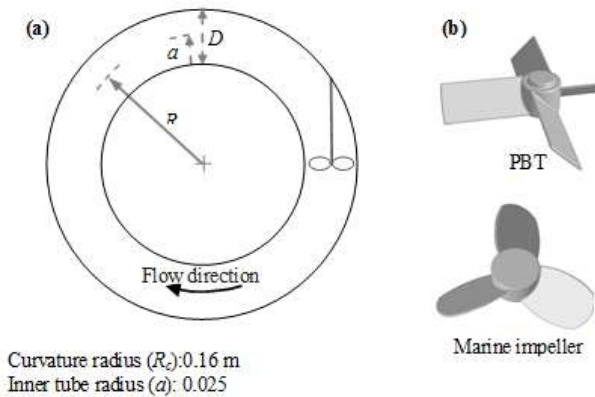 (a)
D
a
R
Flow direction
(b)
PBT
Marine impeller
Curvature radius (Rc):0.16 m
Inner tube radius (a): 0.025